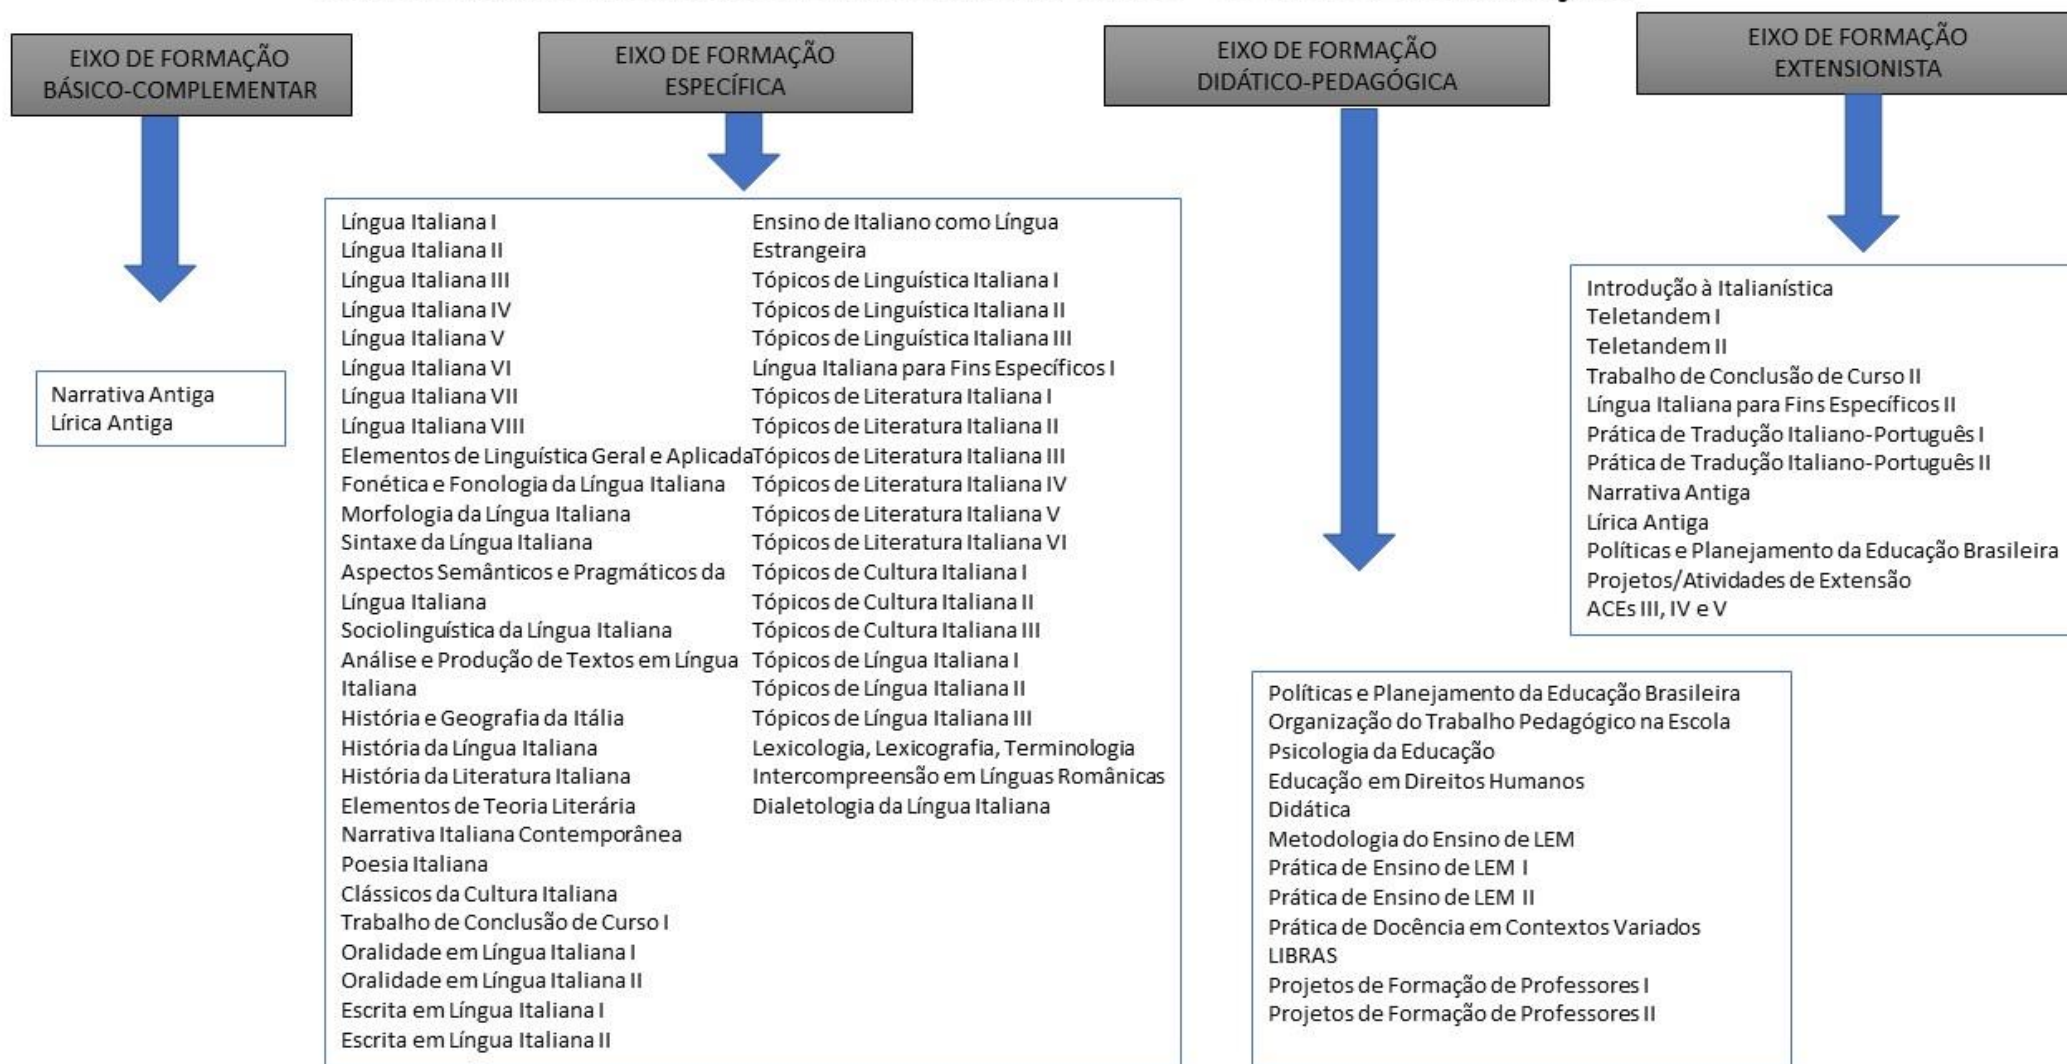 EIXO DE FORMAÇÃO
BÁSICO-COMPLEMENTAR
Narrativa Antiga
Lírica Antiga
EIXO DE FORMAÇÃO
ESPECÍFICA
Língua Italiana I
Língua Italiana II
Língua Italiana III
Língua Italiana IV
Língua Italiana V
Língua Italiana VI
Língua Italiana VII
Língua Italiana VIII
Elementos de Linguística Geral e Aplicada
Fonética e Fonologia da Língua Italiana
Morfologia da Língua Italiana
Sintaxe da Língua Italiana
Aspectos Semânticos e Pragmáticos da
Língua Italiana
Sociolinguística da Língua Italiana
Análise e Produção de Textos em Língua
Italiana
História e Geografia da Itália
História da Língua Italiana
História da Literatura Italiana
Elementos de Teoria Literária
Narrativa Italiana Contemporânea
Poesia Italiana
Clássicos da Cultura Italiana
Trabalho de Conclusão de Curso I
Oralidade em Língua Italiana I
Oralidade em Língua Italiana II
Escrita em Língua Italiana I
Escrita em Língua Italiana II
Ensino de Italiano como Língua
Estrangeira
Tópicos de Linguística Italiana I
Tópicos de Linguística Italiana II
Tópicos de Linguística Italiana III
Língua Italiana para Fins Específicos I
Tópicos de Literatura Italiana I
Tópicos de Literatura Italiana II
Tópicos de Literatura Italiana III
Tópicos de Literatura Italiana IV
Tópicos de Literatura Italiana V
Tópicos de Literatura Italiana VI
Tópicos de Cultura Italiana I
Tópicos de Cultura Italiana II
Tópicos de Cultura Italiana III
Tópicos de Língua Italiana I
Tópicos de Língua Italiana II
Tópicos de Língua Italiana III
Lexicologia, Lexicografia, Terminologia
Intercompreensão em Línguas Românicas
Dialetologia da Língua Italiana
EIXO DE FORMAÇÃO
DIDÁTICO-PEDAGÓGICA
Políticas e Planejamento da Educação Brasileira
Organização do Trabalho Pedagógico na Escola
Psicologia da Educação
Educação em Direitos Humanos
Didática
Metodologia do Ensino de LEM
Prática de Ensino de LEM I
Prática de Ensino de LEM II
Prática de Docência em Contextos Variados
LIBRAS
Projetos de Formação de Professores I
Projetos de Formação de Professores II
EIXO DE FORMAÇÃO
EXTENSIONISTA
Introdução à Italianística
Teletandem I
Teletandem II
Trabalho de Conclusão de Curso II
Língua Italiana para Fins Específicos II
Prática de Tradução Italiano-Português I
Prática de Tradução Italiano-Português II
Narrativa Antiga
Lírica Antiga
Políticas e Planejamento da Educação Brasileira
Projetos/Atividades de Extensão
ACEs III, IV e V